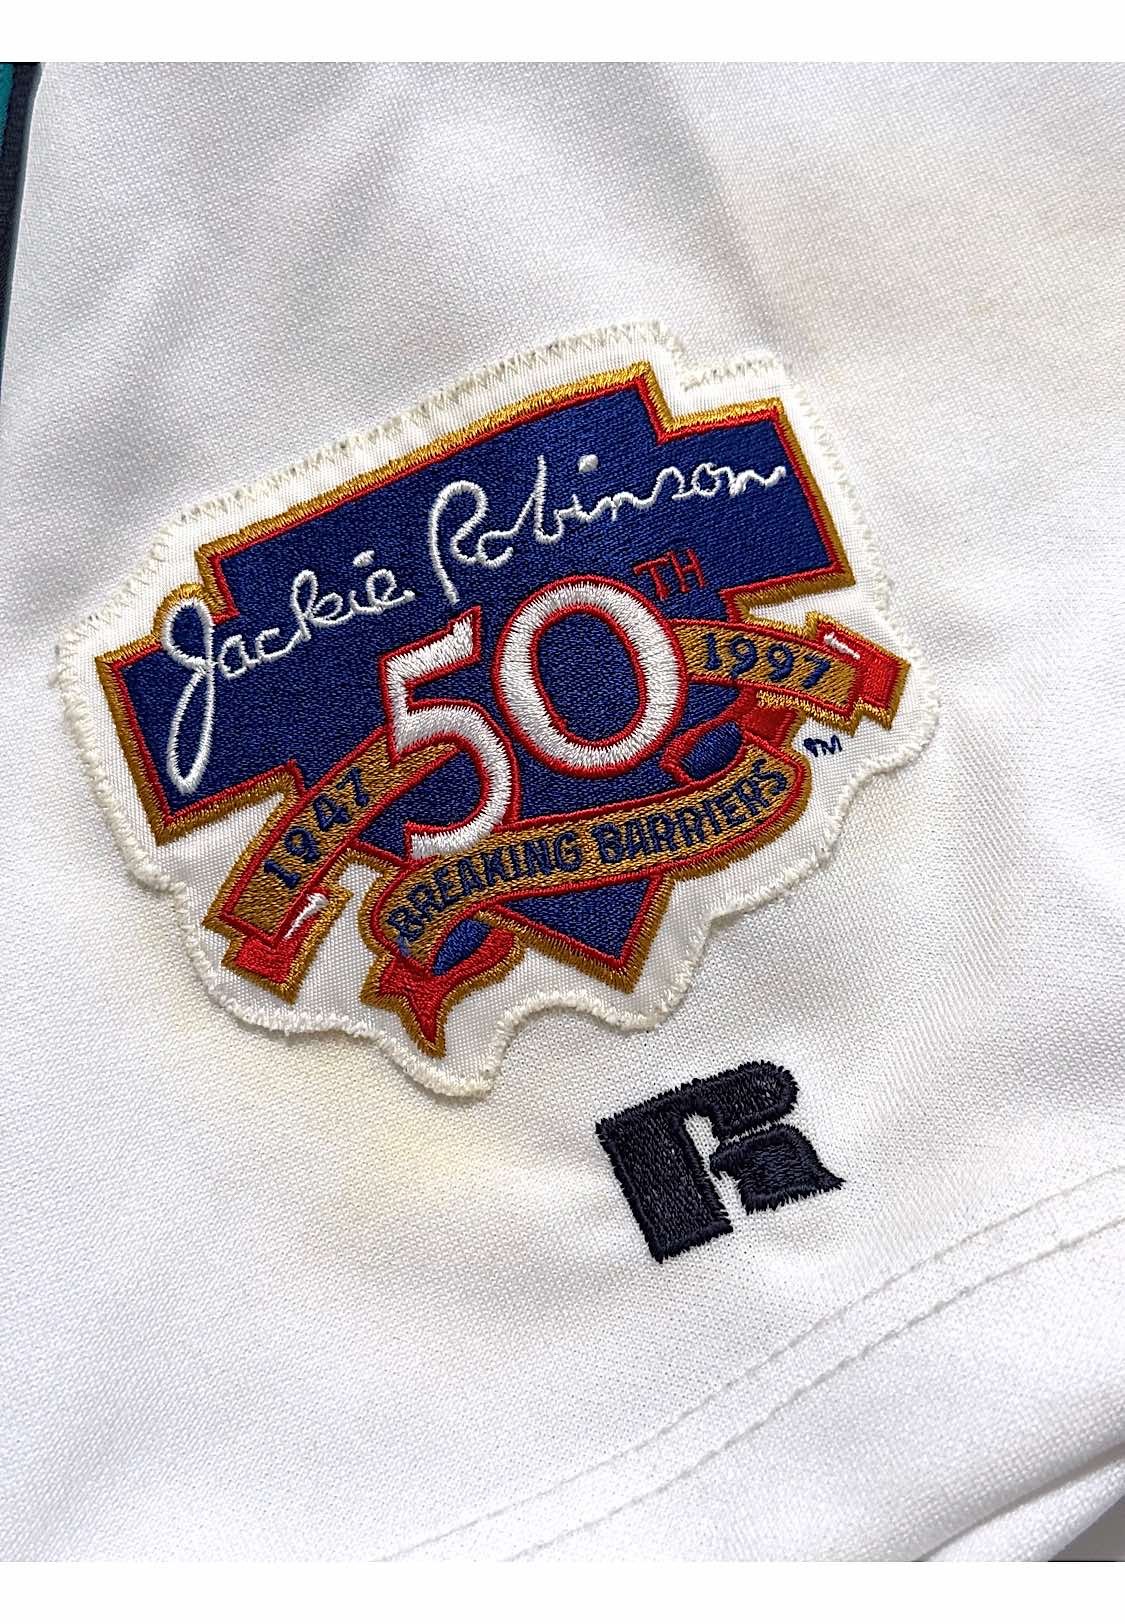 Jackie Robinson
50TH
1947
1997
BREAKING BARRIERS
TM
R